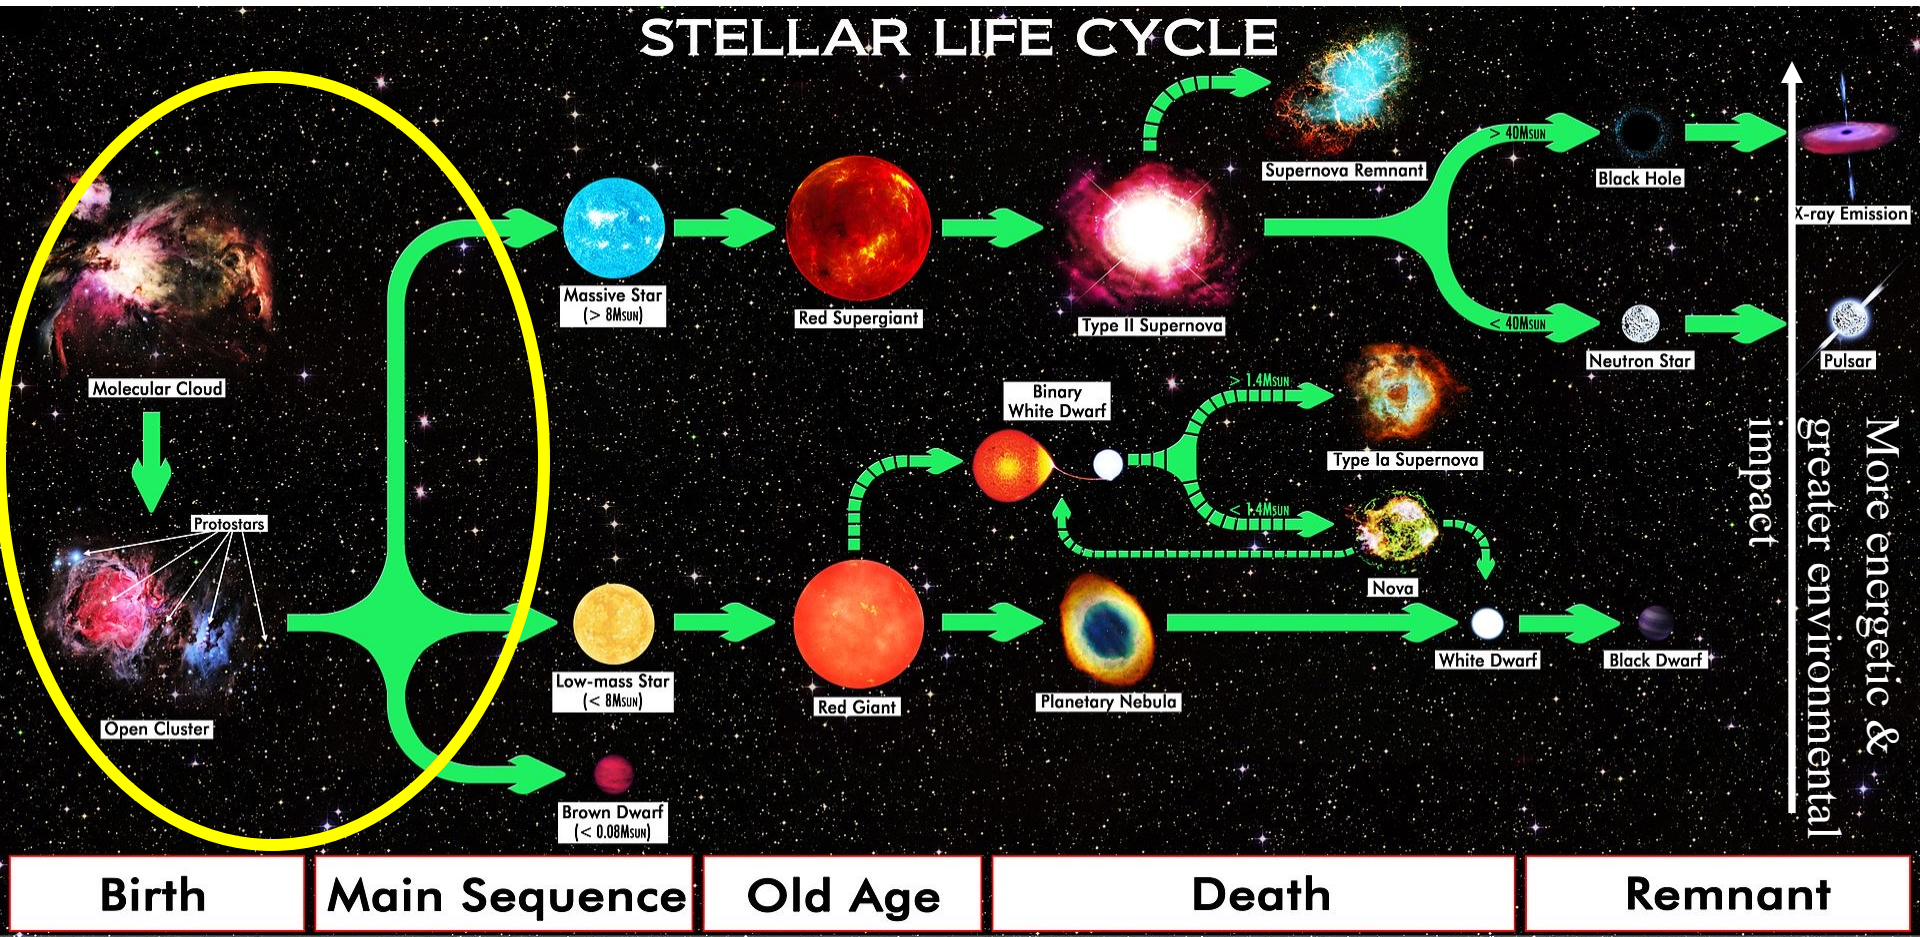 STELLAR LIFE CYCLE
Molecular Cloud
Protostars
Open Cluster
Massive Star
(> 8MSUN)
Low-mass Star
(< 8MSUN)
Brown Dwarf
(< 0.08MSUN)
Red Supergiant
Red Giant
Type II Supernova
Supernova Remnant
Binary
White Dwarf
> 1.4MSUN
< 1.4MSUN
Type Ia Supernova
Nova
Planetary Nebula
> 40MSUN
< 40MSUN
Black Hole
Neutron Star
White Dwarf
Black Dwarf
X-ray Emission
Pulsar
More energetic &
greater environmental
impact
Birth
Main Sequence
Old Age
Death
Remnant